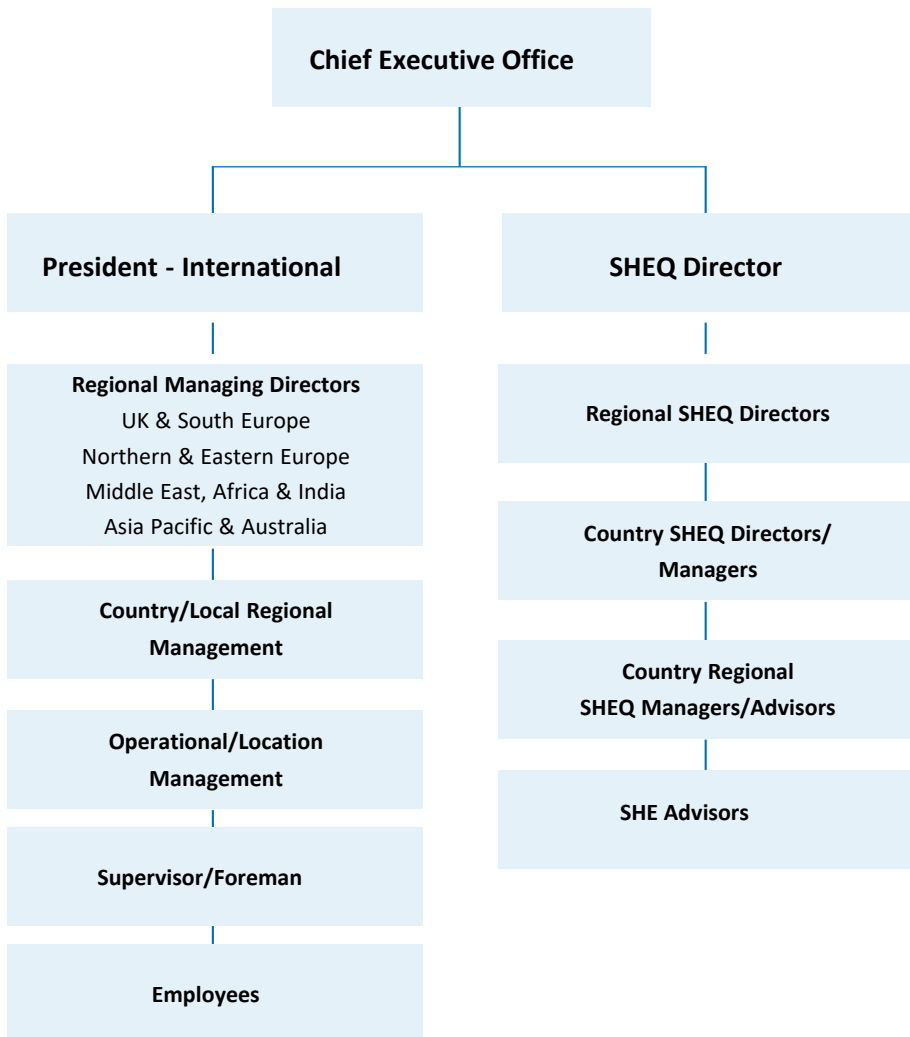 Chief Executive Office
President - International
SHEQ Director
Regional Managing Directors
UK & South Europe
Northern & Eastern Europe
Middle East, Africa & India
Asia Pacific & Australia
Regional SHEQ Directors
Country SHEQ Directors/
Managers
Country/Local Regional
Management
Country Regional
SHEQ Managers/Advisors
Operational/Location
Management
SHE Advisors
Supervisor/Foreman
Employees